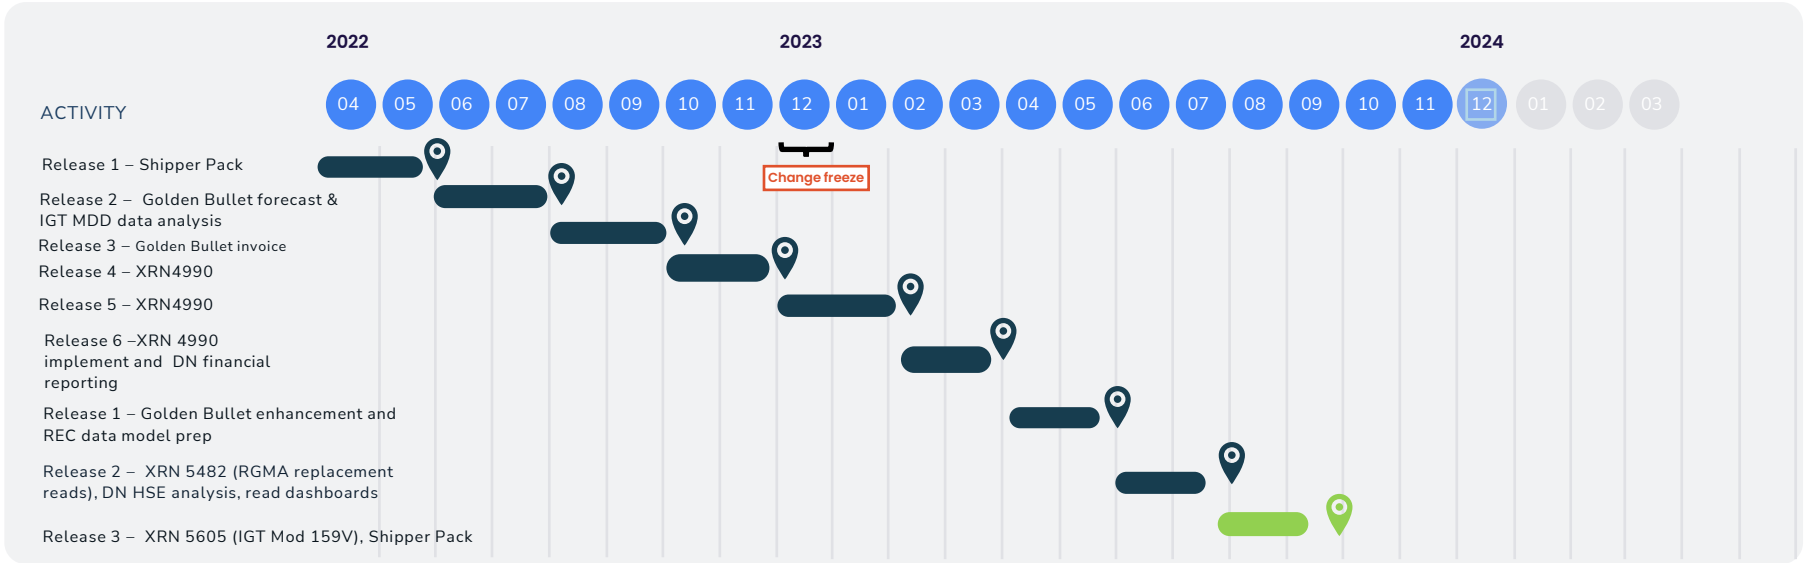 2022 2023 2024
ACTIVITY 04 05 06 07 08 09 10 11 12 01 02 03 04 05 06 07 08 09 10 11 12 01 02 03
Release 1 – Shipper Pack
Change freeze
Release 2 – Golden Bullet forecast &
IGT MDD data analysis
Release 3 – Golden Bullet invoice
Release 4 – XRN4990
Release 5 – XRN4990
Release 6 –XRN 4990
implement and DN financial
reporting
Release 1 – Golden Bullet enhancement and
REC data model prep
Release 2 – XRN 5482 (RGMA replacement
reads), DN HSE analysis, read dashboards
Release 3 – XRN 5605 (IGT Mod 159V), Shipper Pack